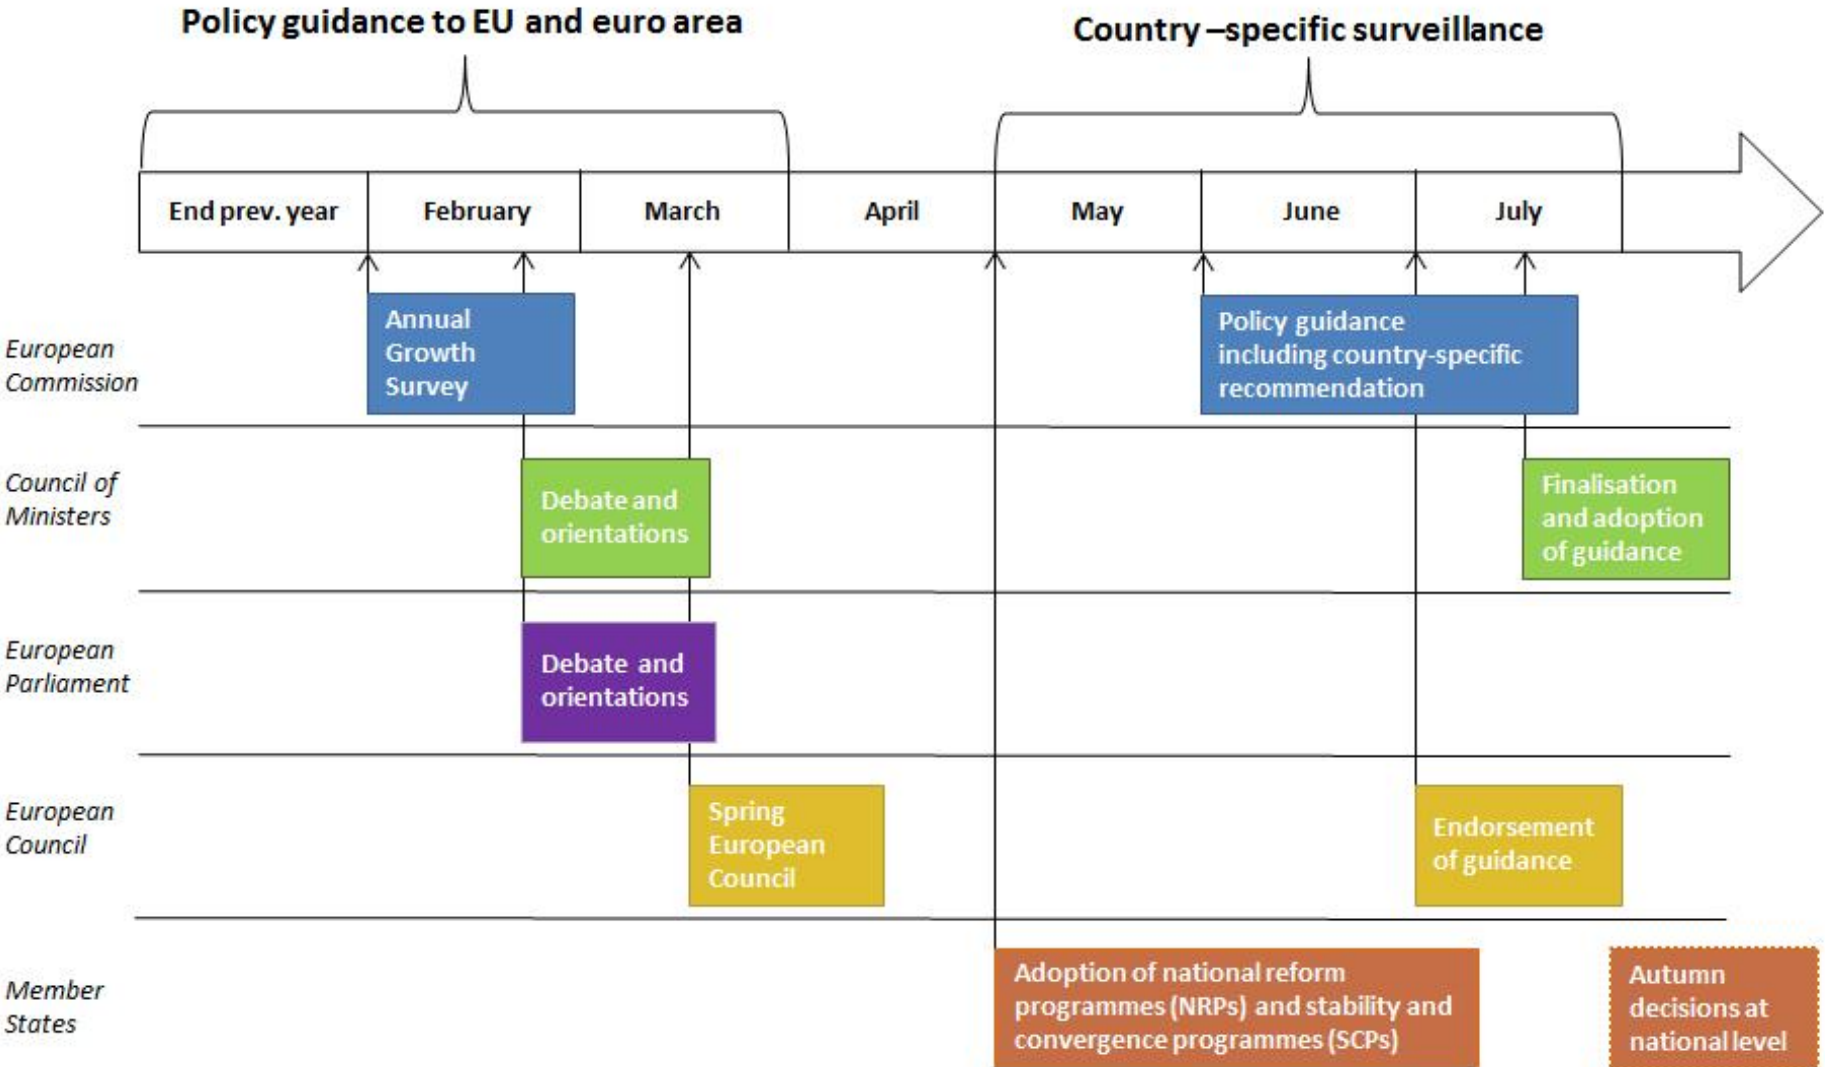 Policy guidance to EU and euro area
Country –specific surveillance
End prev. year
February
March
April
May
June
July
European
Commission
Annual
Growth
Survey
Policy guidance
including country-specific
recommendation
Council of
Ministers
Debate and
orientations
Finalisation
and adoption
of guidance
European
Parliament
Debate and
orientations
European
Council
Spring
European
Council
Endorsement
of guidance
Member
States
Adoption of national reform
programmes (NRPs) and stability and
convergence programmes (SCPs)
Autumn
decisions at
national level